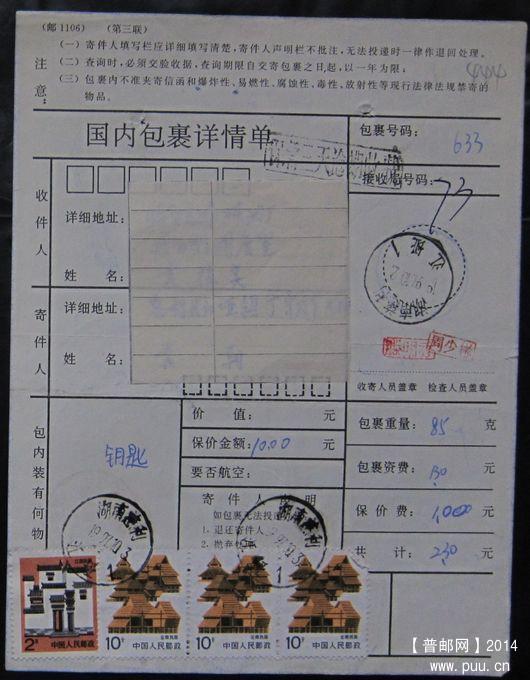 (邮1106) (第三联)
注意：
(一) 寄件人填写栏应详细填写清楚，寄件人声明栏不批注，无法投递时一律作退回处理。
(二) 查询时，必须交验收据，查询期限自交寄包裹之日起，以一年为限；
(三) 包裹内不准夹寄信函和爆炸性、易燃性、腐蚀性、毒性、放射性等现行法律法规禁寄的
物品。
国内包裹详情单
包裹号码：
633
接收局号码：
73
收件人
详细地址：
姓 名：
寄件人
详细地址：
姓 名：
收寄人员盖章 检查人员盖章
包内装有何物
钥匙
价 值： 元
保价金额：10.00 元
要否航空：
寄件人声明
如包裹无法投递
1. 退还寄件人
2. 抛弃
包裹重量：85 克
包裹资费：1.30 元
保价费：1.00 元
共 计：2.30 元
湖南慈利
湖南慈利
2分
中国人民邮政
10分
中国人民邮政
10分
中国人民邮政
10分
中国人民邮政
【普邮网】2014
www.puu.cn